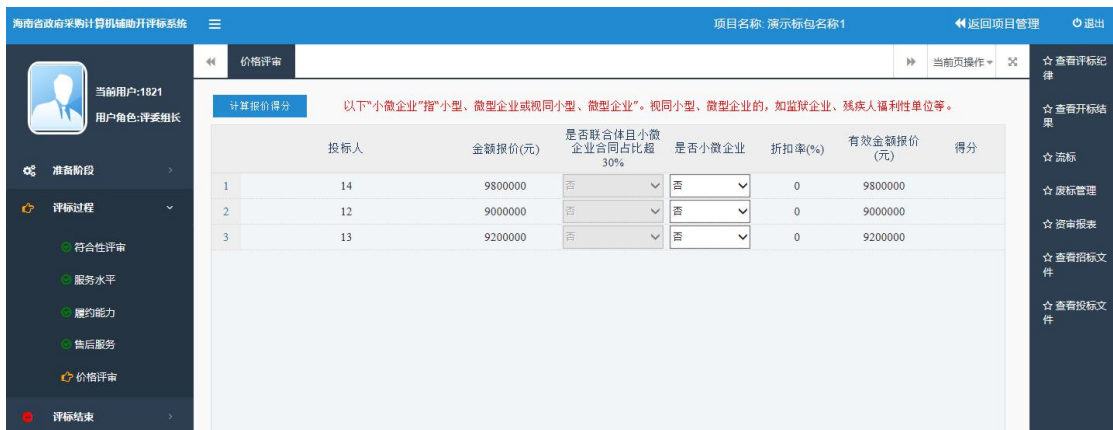 海南省政府采购计算机辅助开评标系统
项目名称:演示标包名称1
返回项目管理
退出
当前用户:1821
用户角色:评委组长
准备阶段
评标过程
符合性评审
服务水平
履约能力
售后服务
价格评审
评标结束
价格评审
当前页操作
计算报价得分
以下“小微企业”指“小型、微型企业或视同小型、微型企业”。视同小型、微型企业的，如监狱企业、残疾人福利性单位等。
投标人 金额报价(元) 是否联合体且小微企业合同占比超30% 是否小微企业 折扣率(%) 有效金额报价(元) 得分
1 14 9800000 否 否 0 9800000
2 12 9000000 否 否 0 9000000
3 13 9200000 否 否 0 9200000
查看评标纪律
查看开标结果
流标
废标管理
资审报表
查看招标文件
查看投标文件